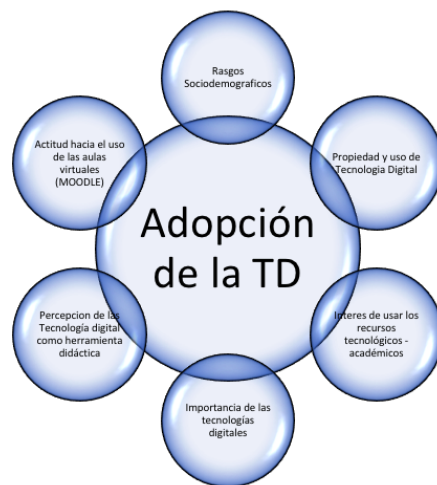 Rasgos
Sociodemograficos
Actitud hacia el uso
de las aulas
virtuales
(MOODLE)
Propiedad y uso de
Tecnologia Digital
Adopción
de la TD
Percepcion de las
Tecnología digital
como herramienta
didáctica
Interes de usar los
recursos
tecnológicos -
académicos
Importancia de las
tecnologías
digitales